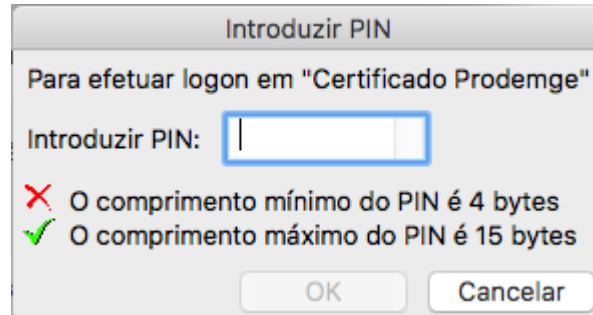 Introduzir PIN
Para efetuar logon em "Certificado Prodemge"
Introduzir PIN:
O comprimento mínimo do PIN é 4 bytes
O comprimento máximo do PIN é 15 bytes
OK Cancelar